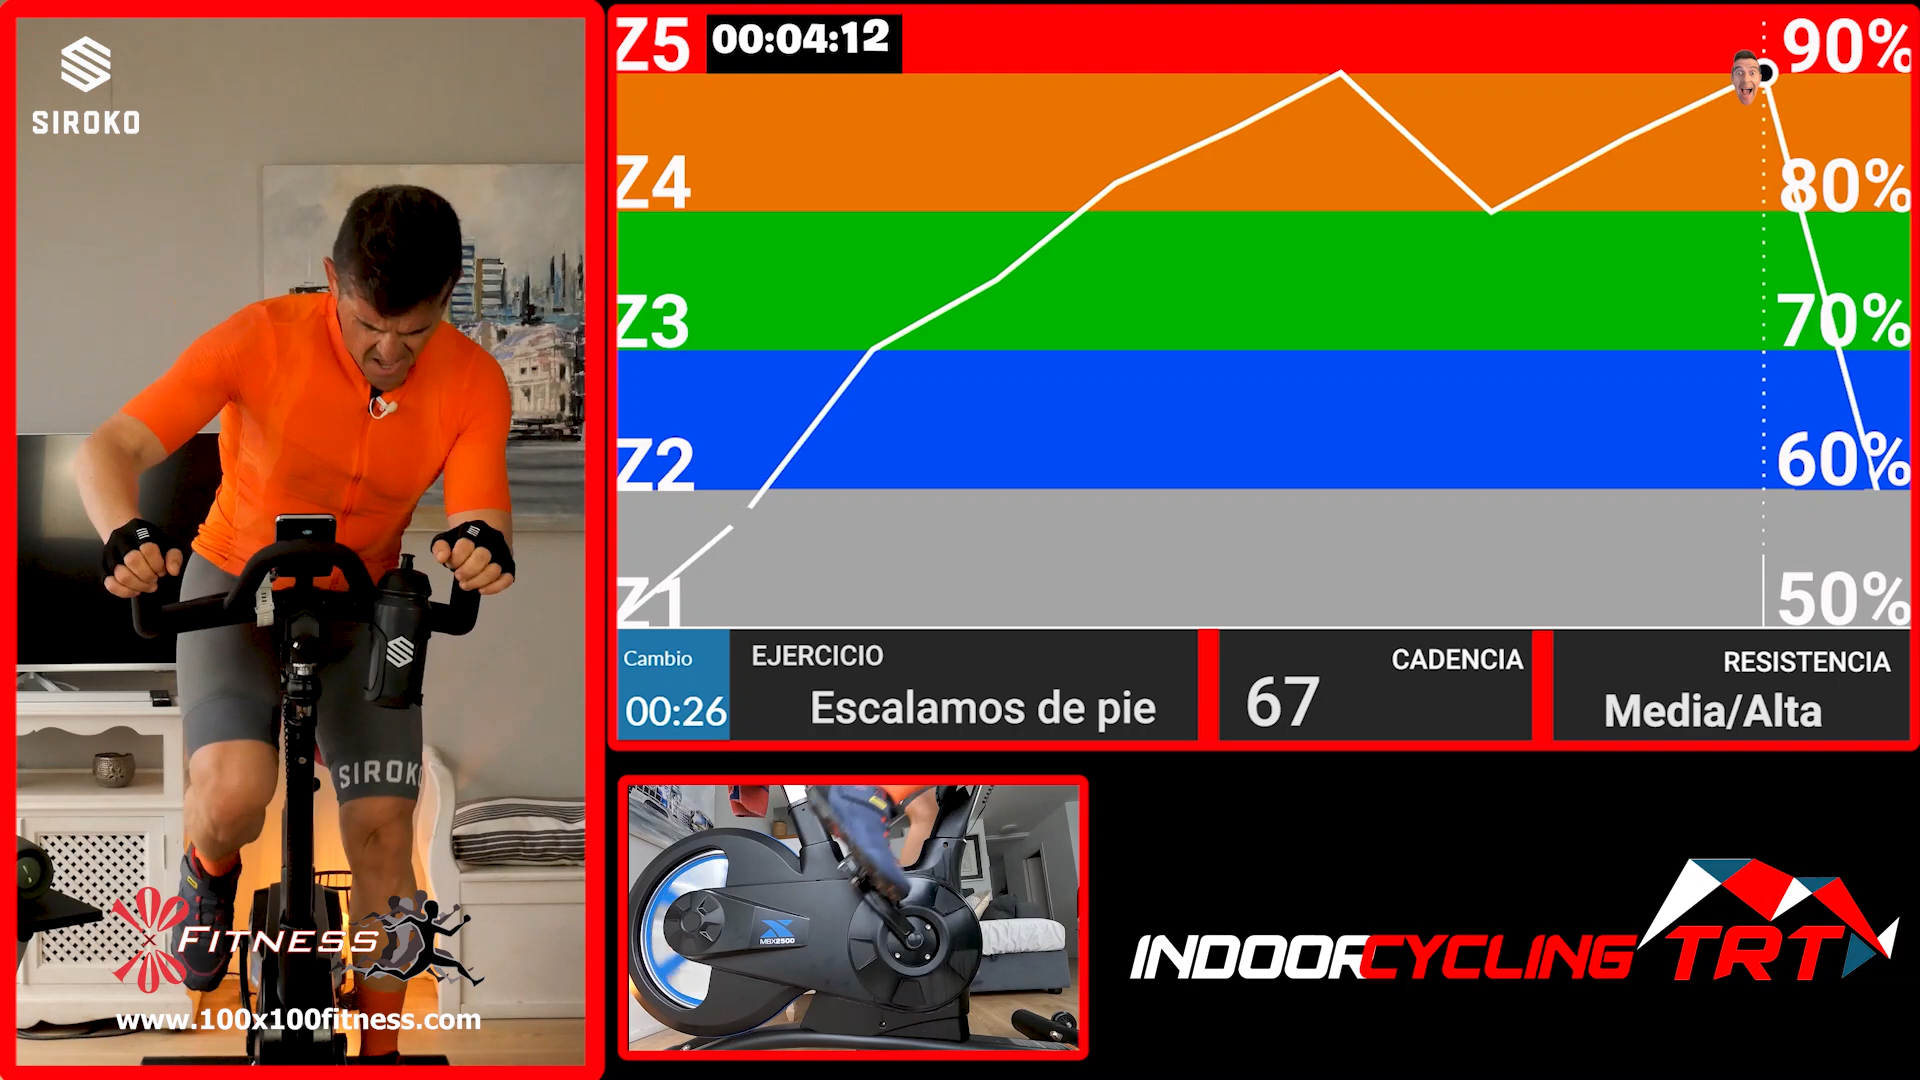 SIROKO
SIROKO
FITNESS
www.100x100fitness.com
Z5
00:04:12
90%
Z4
80%
Z3
70%
Z2
60%
Z1
50%
Cambio
00:26
EJERCICIO
Escalamos de pie
CADENCIA
67
RESISTENCIA
Media/Alta
MBX2500
INDOORCYCLING TRT